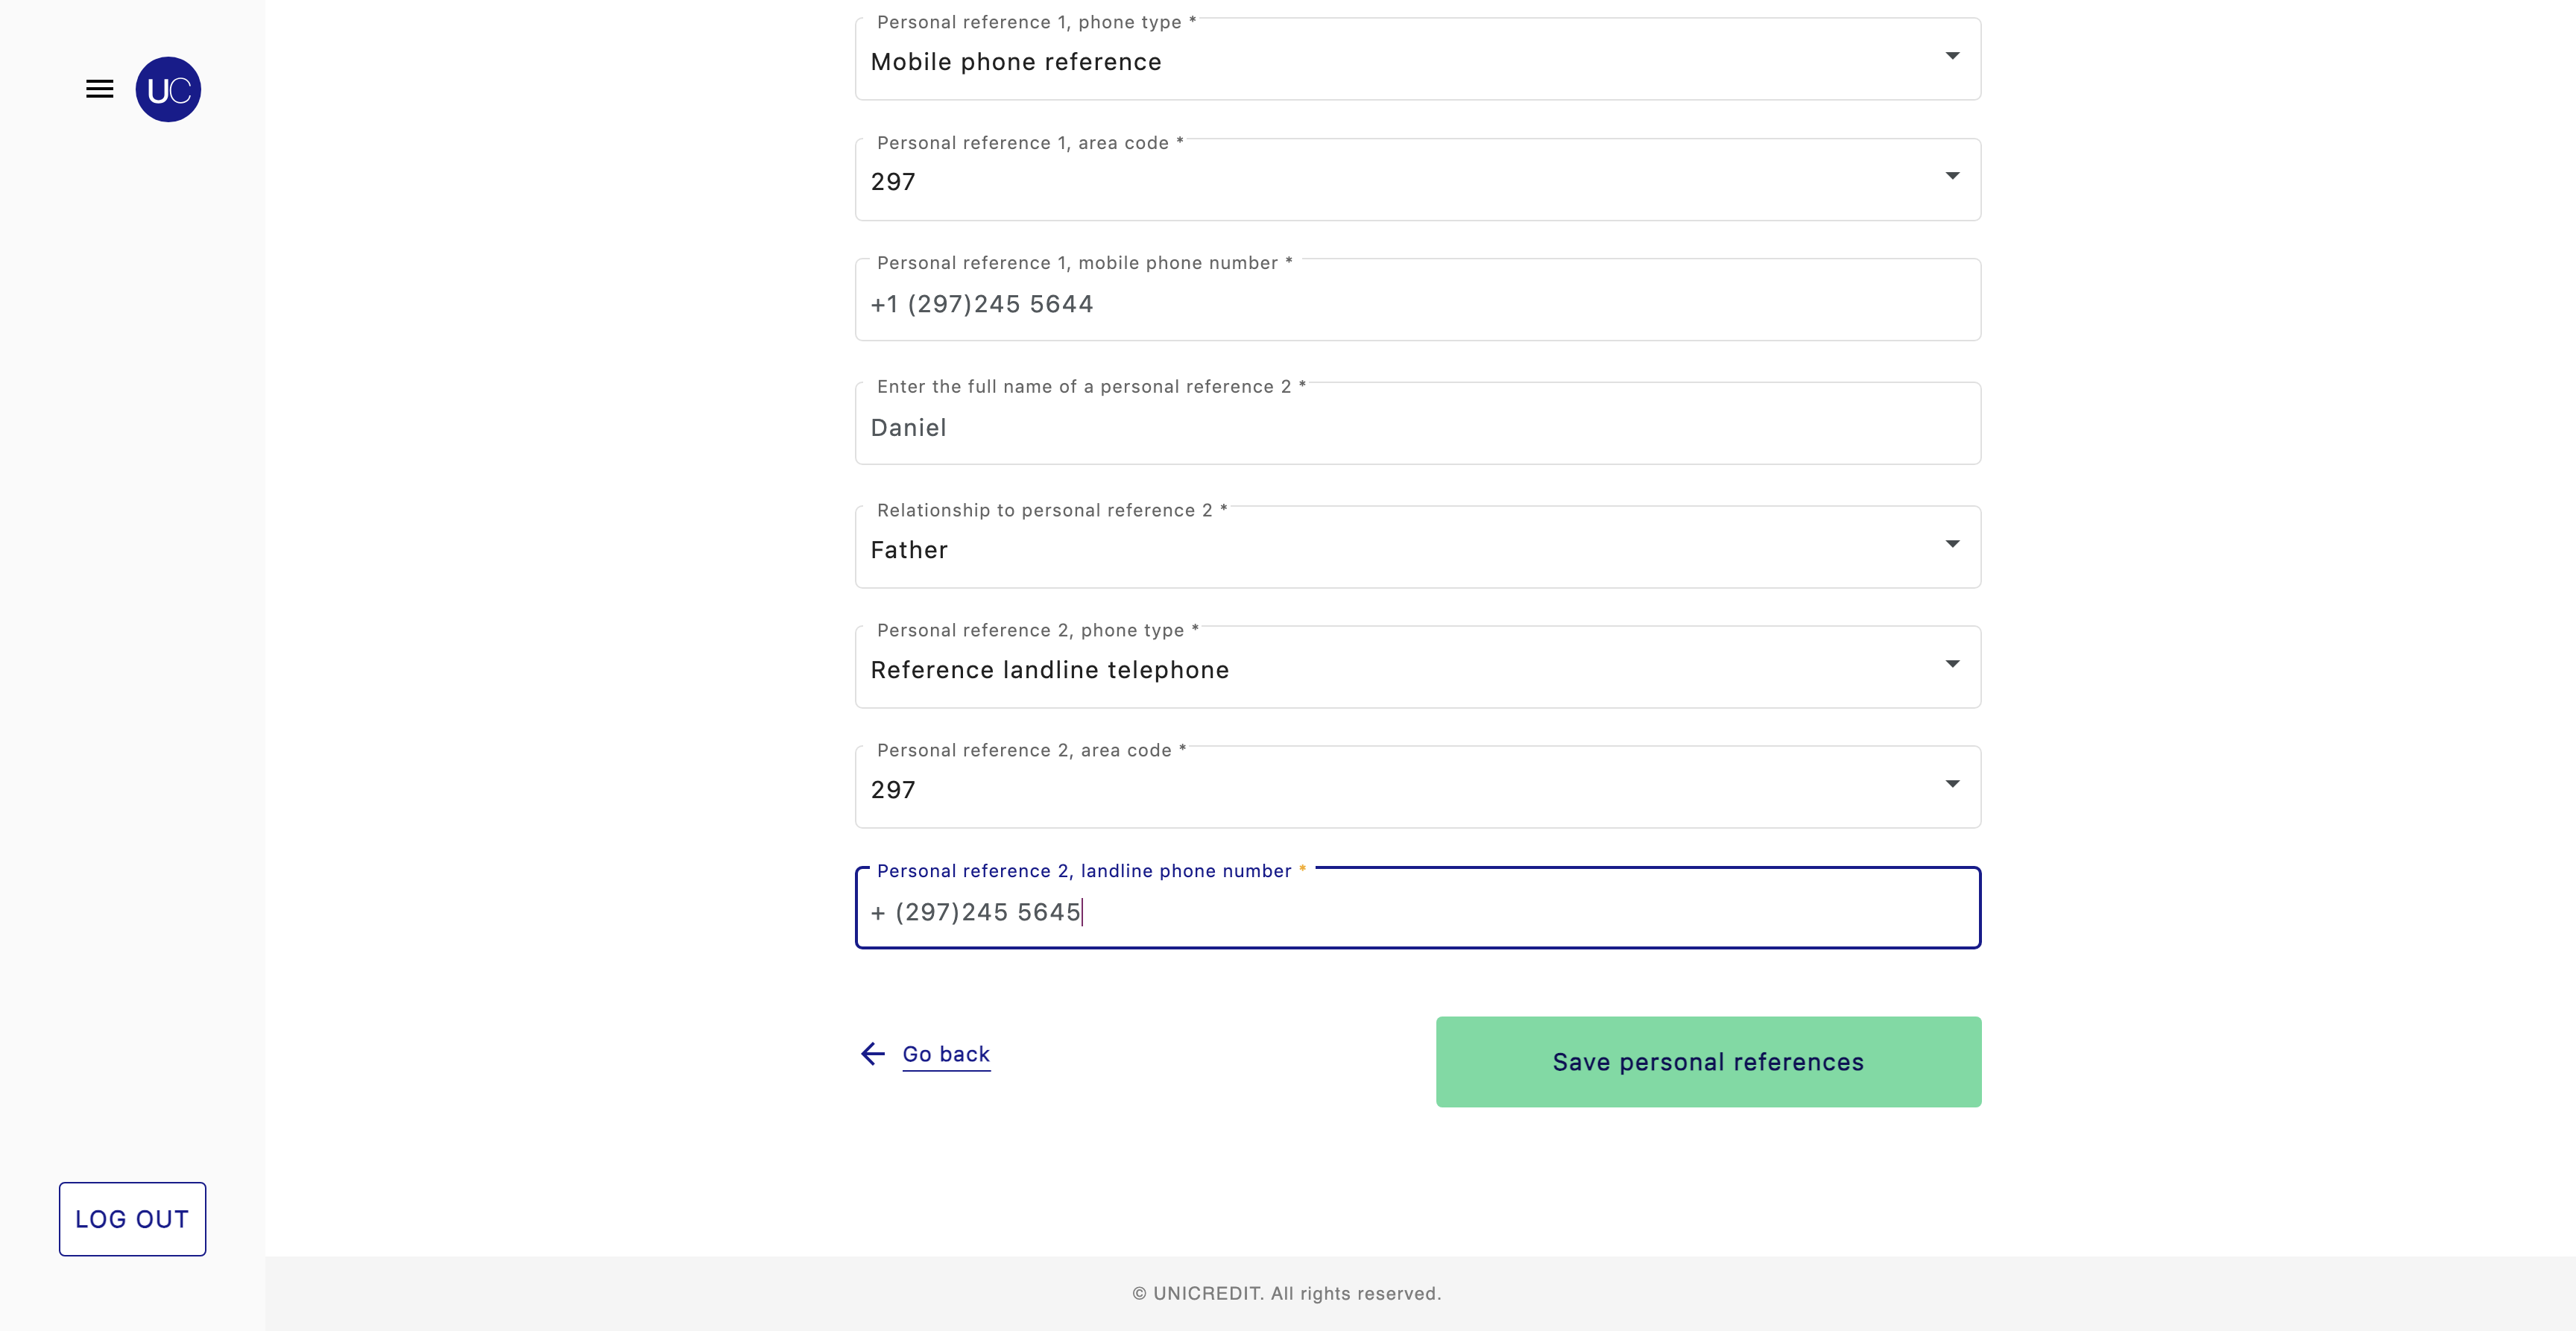 UC
Personal reference 1, phone type *
Mobile phone reference
Personal reference 1, area code *
297
Personal reference 1, mobile phone number *
+1 (297)245 5644
Enter the full name of a personal reference 2 *
Daniel
Relationship to personal reference 2 *
Father
Personal reference 2, phone type *
Reference landline telephone
Personal reference 2, area code *
297
Personal reference 2, landline phone number *
+ (297)245 5645
Go back
Save personal references
LOG OUT
© UNICREDIT. All rights reserved.